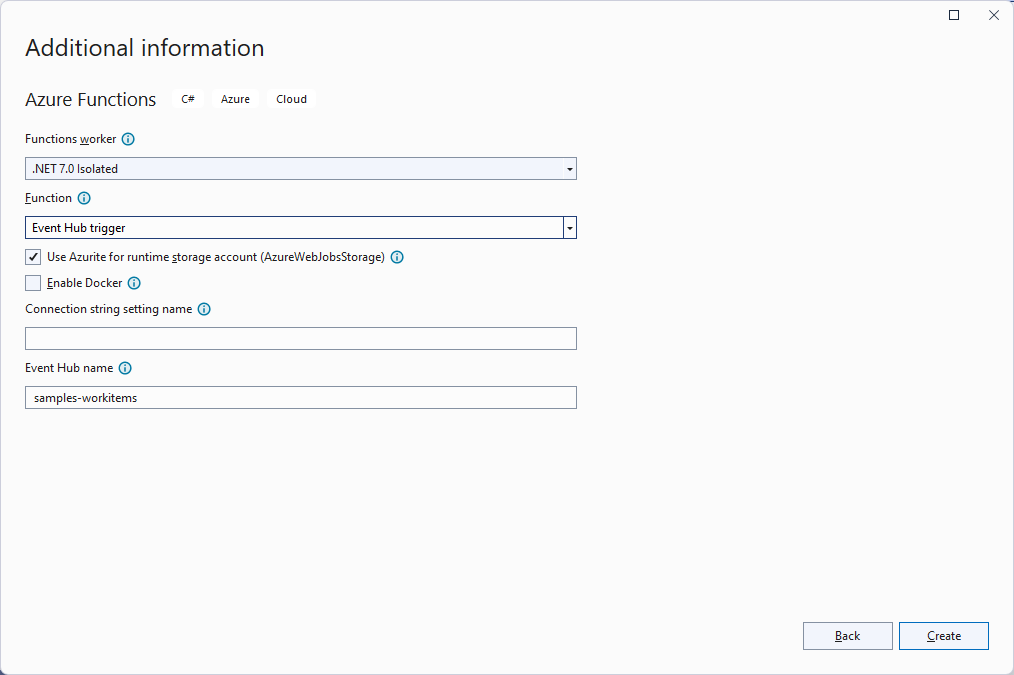 Additional information
Azure Functions C# Azure Cloud
Functions worker
.NET 7.0 Isolated
Function
Event Hub trigger
Use Azurite for runtime storage account (AzureWebJobsStorage)
Enable Docker
Connection string setting name
Event Hub name
samples-workitems
Back Create